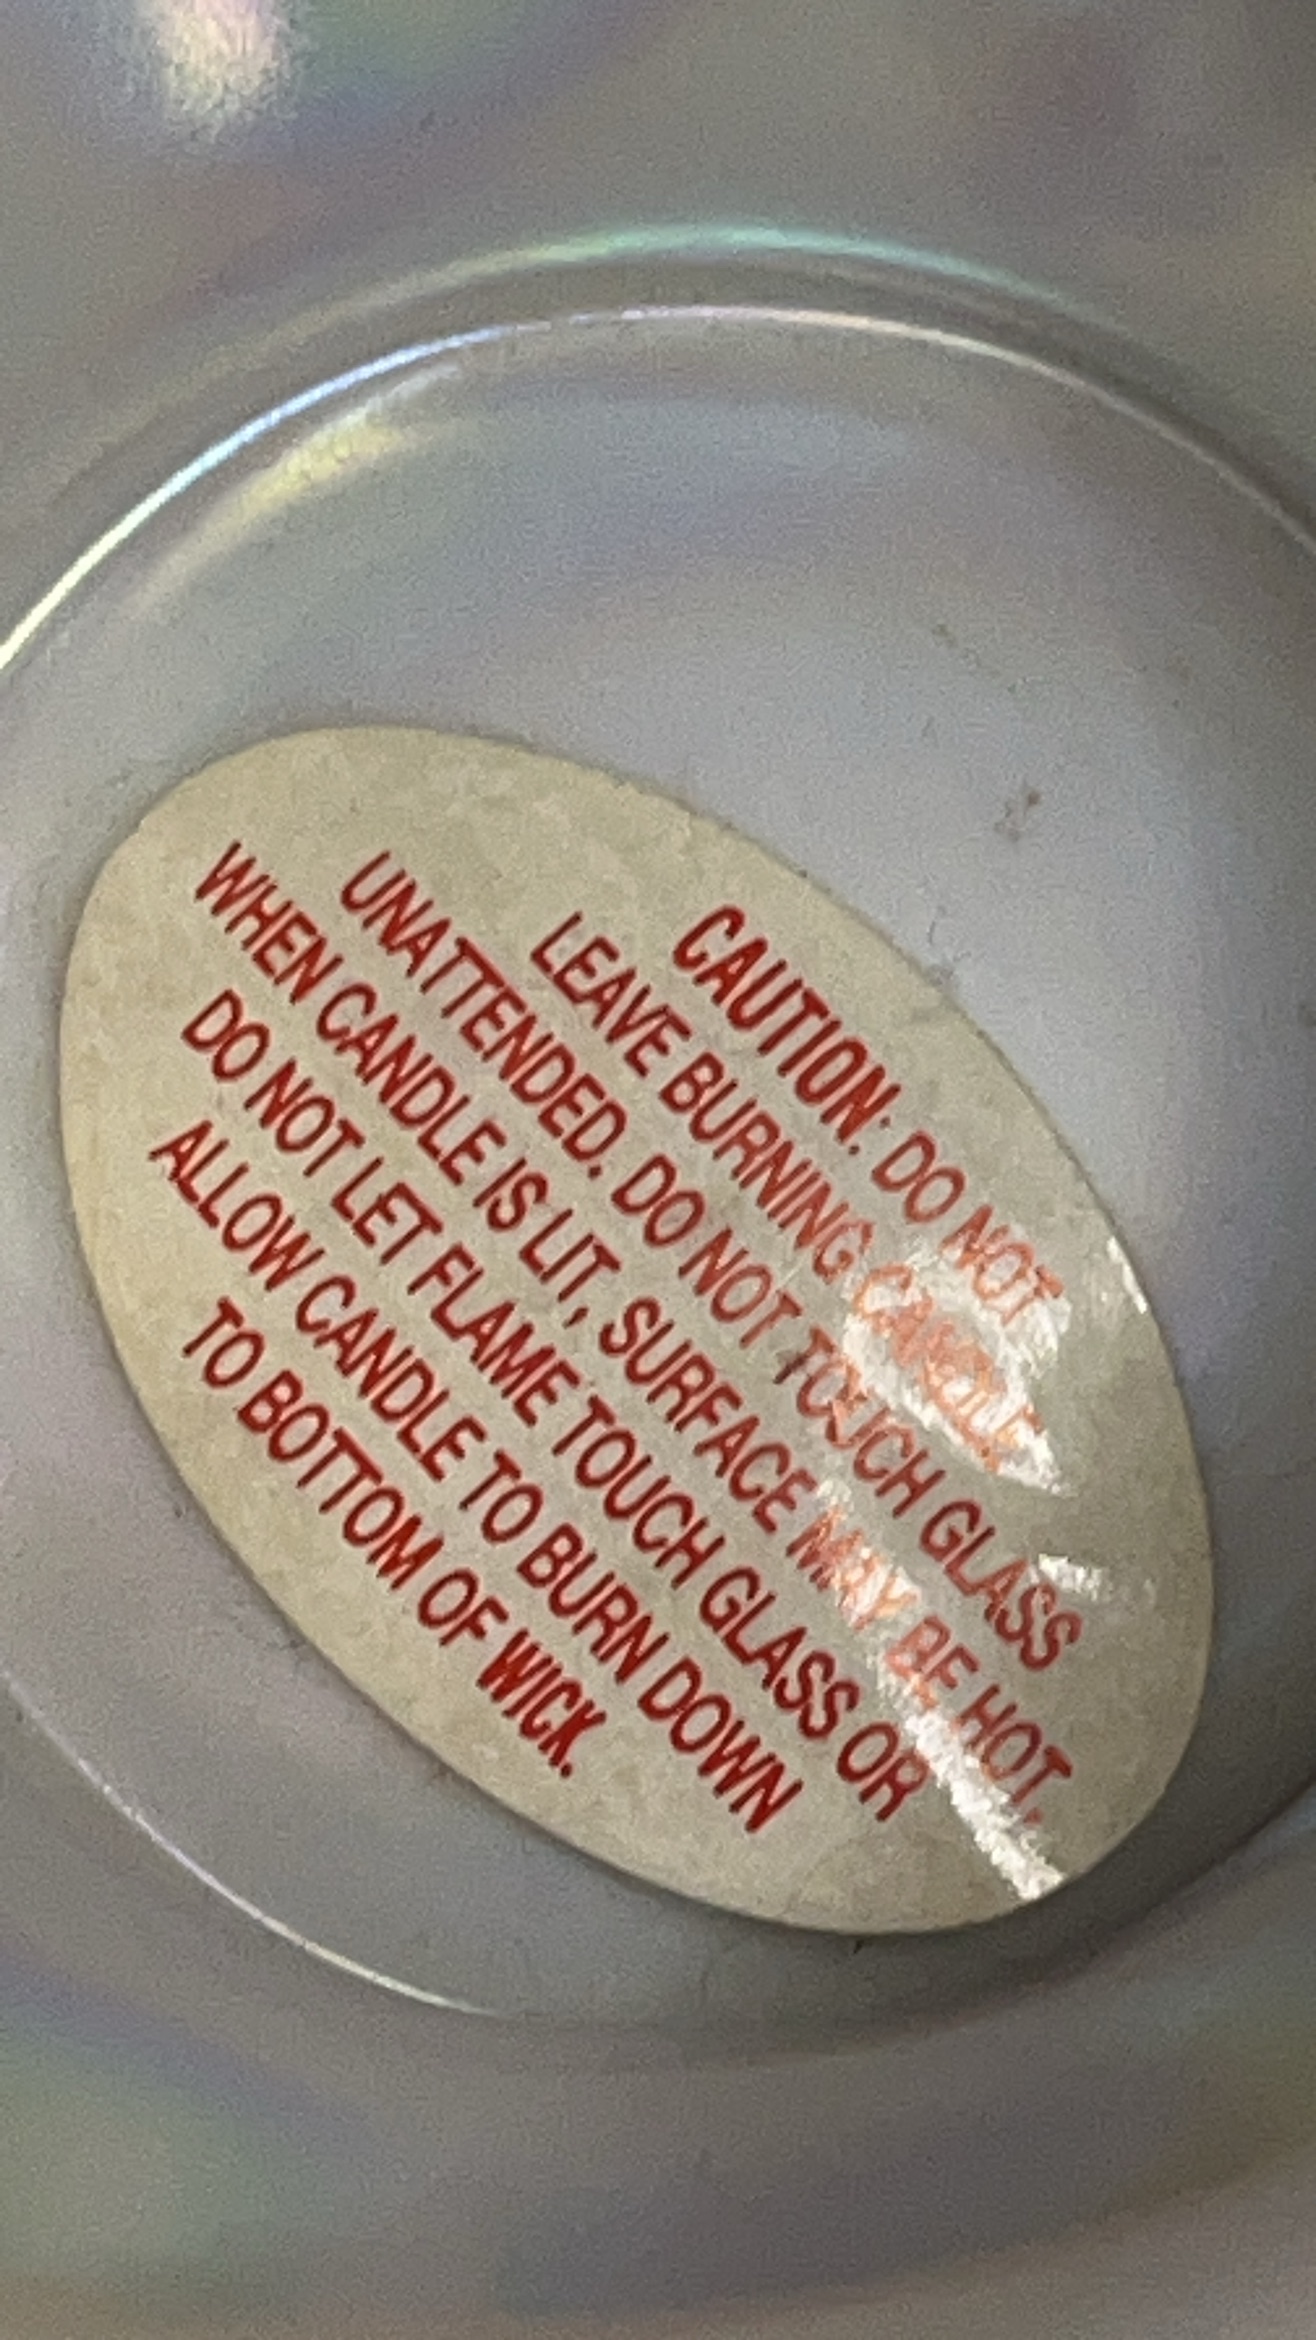 CAUTION: DO NOT
LEAVE BURNING CANDLE
UNATTENDED. DO NOT TOUCH GLASS
WHEN CANDLE IS LIT, SURFACE MAY BE HOT.
DO NOT LET FLAME TOUCH GLASS OR
ALLOW CANDLE TO BURN DOWN
TO BOTTOM OF WICK.